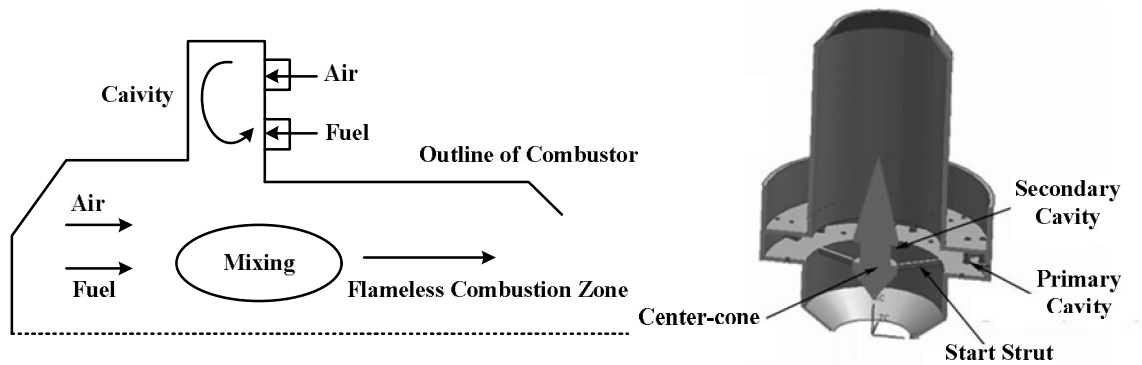 Air
Caivity
Fuel
Outline of Combustor
Air
Mixing
Fuel
Flameless Combustion Zone
Secondary
Cavity
Primary
Cavity
Center-cone
Start Strut